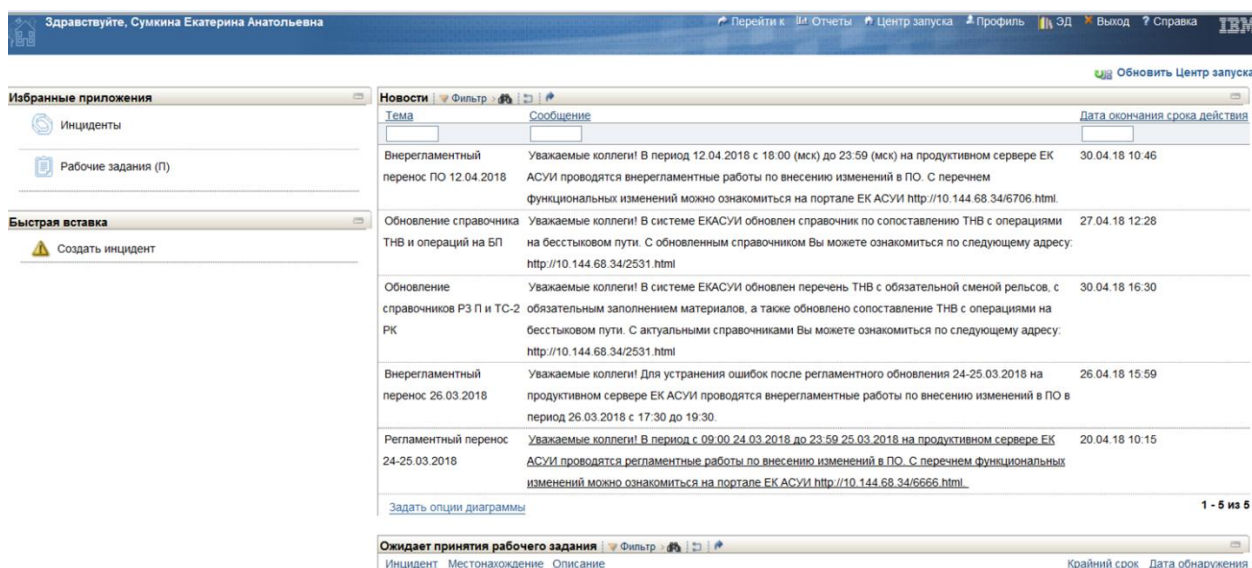 Здравствуйте, Сумкина Екатерина Анатольевна
Перейти к Отчеты Центр запуска Профиль ЭД Выход ? Справка IBM
Обновить Центр запуска
Избранные приложения
Инциденты
Рабочие задания (П)
Быстрая вставка
Создать инцидент
Новости Фильтр
Тема Сообщение Дата окончания срока действия
Внерегламентный Уважаемые коллеги! В период 12.04.2018 с 18:00 (мск) до 23:59 (мск) на продуктивном сервере ЕК 30.04.18 10:46
перенос ПО 12.04.2018 АСУИ проводятся внерегламентные работы по внесению изменений в ПО. С перечнем
функциональных изменений можно ознакомиться на портале ЕК АСУИ http://10.144.68.34/6706.html.
Обновление справочника Уважаемые коллеги! В системе ЕКАСУИ обновлен справочник по сопоставлению ТНВ с операциями 27.04.18 12:28
ТНВ и операций на БП на бесстыковом пути. С обновленным справочником Вы можете ознакомиться по следующему адресу:
http://10.144.68.34/2531.html
Обновление Уважаемые коллеги! В системе ЕКАСУИ обновлен перечень ТНВ с обязательной сменой рельсов, с 30.04.18 16:30
справочников РЗ П и ТС-2 обязательным заполнением материалов, а также обновлено сопоставление ТНВ с операциями на
РК бесстыковом пути. С актуальными справочниками Вы можете ознакомиться по следующему адресу:
http://10.144.68.34/2531.html
Внерегламентный Уважаемые коллеги! Для устранения ошибок после регламентного обновления 24-25.03.2018 на 26.04.18 15:59
перенос 26.03.2018 продуктивном сервере ЕК АСУИ проводятся внерегламентные работы по внесению изменений в ПО в
период 26.03.2018 с 17:30 до 19:30.
Регламентный перенос Уважаемые коллеги! В период с 09:00 24.03.2018 до 23:59 25.03.2018 на продуктивном сервере ЕК 20.04.18 10:15
24-25.03.2018 АСУИ проводятся регламентные работы по внесению изменений в ПО. С перечнем функциональных
изменений можно ознакомиться на портале ЕК АСУИ http://10.144.68.34/6666.html.
Задать опции диаграммы 1 - 5 из 5
Ожидает принятия рабочего задания Фильтр
Инцидент Местонахождение Описание Крайний срок Дата обнаружения